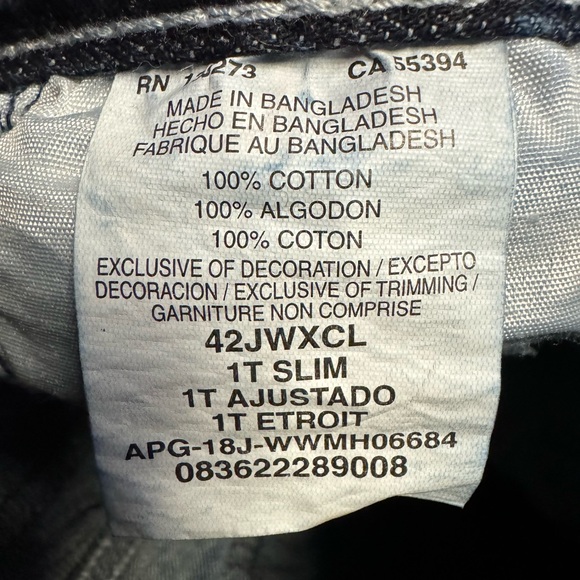 RN CA 55394
MADE IN BANGLADESH
HECHO EN BANGLADESH
FABRIQUE AU BANGLADESH
100% COTTON
100% ALGODON
100% COTON
EXCLUSIVE OF DECORATION / EXCEPTO
DECORACION / EXCLUSIVE OF TRIMMING /
GARNITURE NON COMPRISE
42JWXCL
1T SLIM
1T AJUSTADO
1T ETROIT
APG-18J-WWMH06684
083622289008